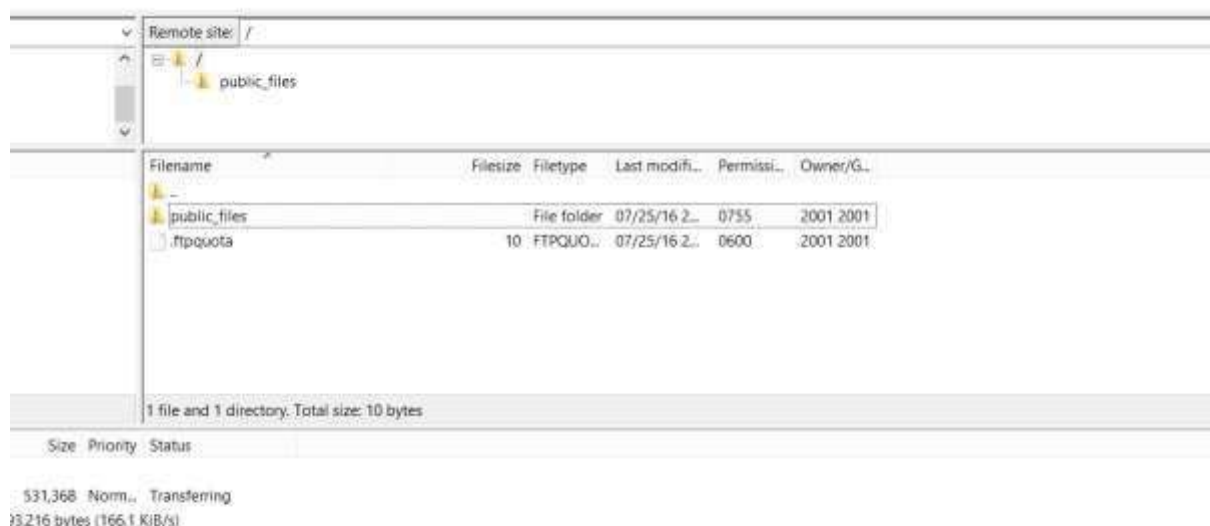 Remote site: /
/
public_files
Filename Filesize Filetype Last modifi... Permissi... Owner/G...
..
public_files File folder 07/25/16 2... 0755 2001 2001
.ftpquota 10 FTPQUO... 07/25/16 2... 0600 2001 2001
1 file and 1 directory. Total size: 10 bytes
Size Priority Status
531,368 Norm... Transferring
93,216 bytes (166.1 KiB/s)